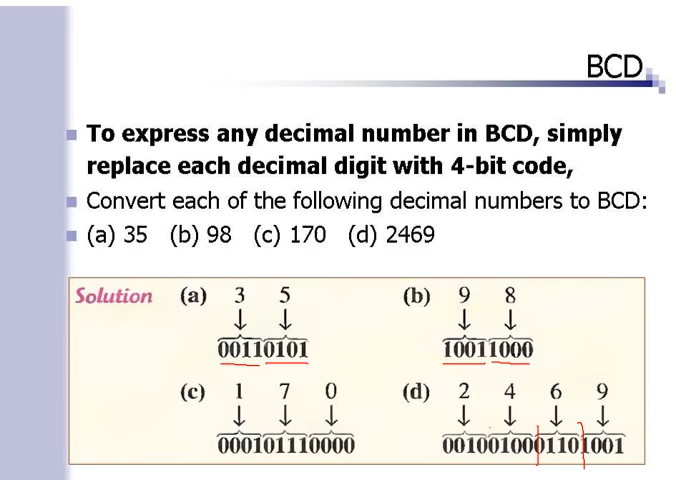 BCD
To express any decimal number in BCD, simply
replace each decimal digit with 4-bit code,
Convert each of the following decimal numbers to BCD:
(a) 35 (b) 98 (c) 170 (d) 2469
Solution (a) 3 5 (b) 9 8
↓ ↓ ↓ ↓
00110101 10011000
(c) 1 7 0 (d) 2 4 6 9
↓ ↓ ↓ ↓ ↓ ↓ ↓
000101110000 0010010001101001